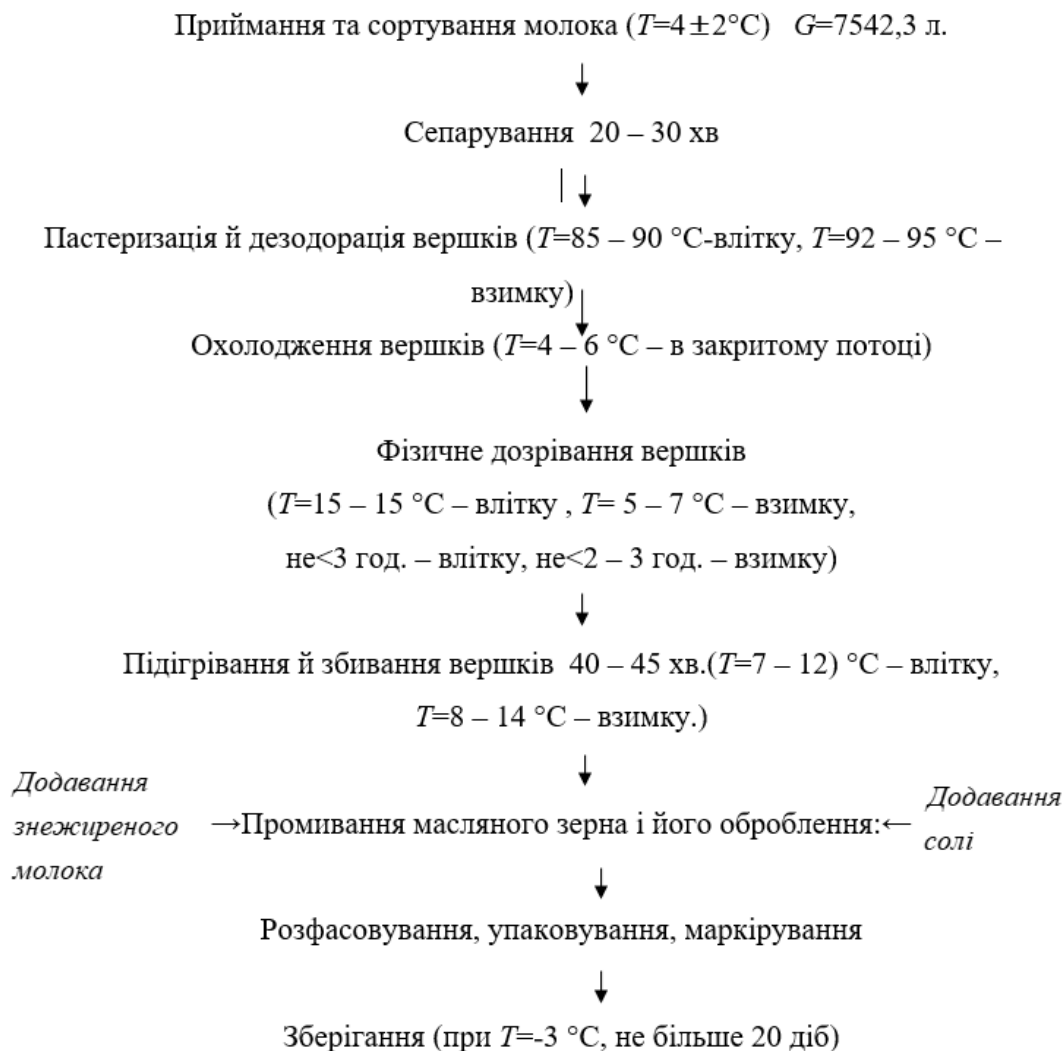 Приймання та сортування молока (T=4±2°C)   G=7542,3 л.
Сепарування  20 – 30 хв
Пастеризація й дезодорація вершків (T=85 – 90 °C-влітку, T=92 – 95 °C –
взимку)
Охолодження вершків (T=4 – 6 °C – в закритому потоці)
Фізичне дозрівання вершків
(T=15 – 15 °C – влітку , T= 5 – 7 °C – взимку,
не<3 год. – влітку, не<2 – 3 год. – взимку)
Підігрівання й збивання вершків  40 – 45 хв.(T=7 – 12) °C – влітку,
T=8 – 14 °C – взимку.)
Додавання
знежиреного
молока
→Промивання масляного зерна і його оброблення:←
Додавання
солі
Розфасовування, упаковування, маркірування
Зберігання (при T=-3 °C, не більше 20 діб)